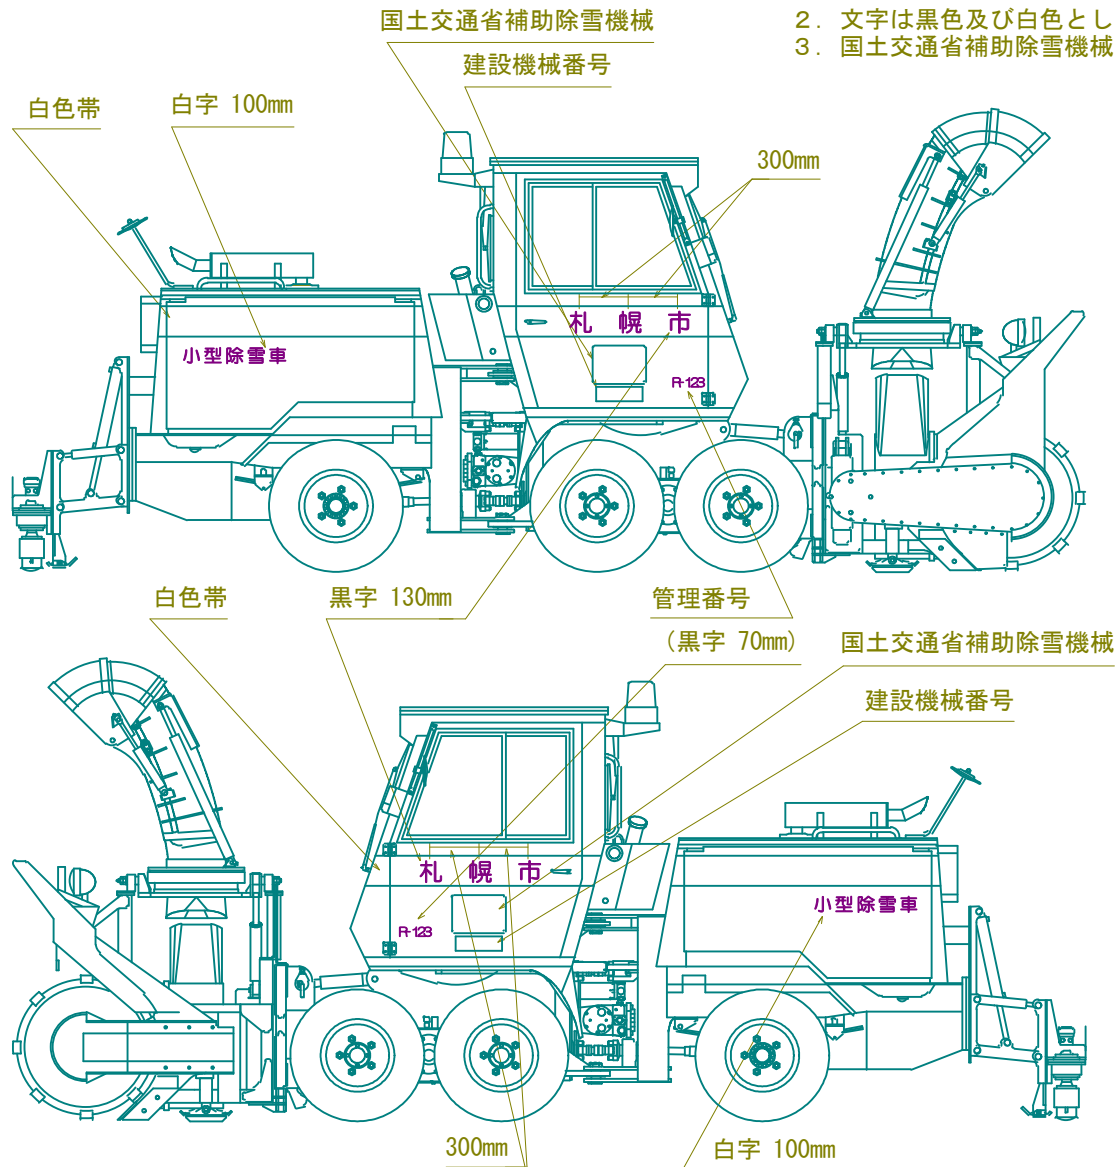 国土交通省補助除雪機械
2. 文字は黒色及び白色とし
3. 国土交通省補助除雪機械
建設機械番号
白色帯
白字 100mm
300mm
札 幌 市
小型除雪車
R-123
白色帯
黒字 130mm
管理番号
(黒字 70mm)
国土交通省補助除雪機械
建設機械番号
札 幌 市
小型除雪車
R-123
300mm
白字 100mm